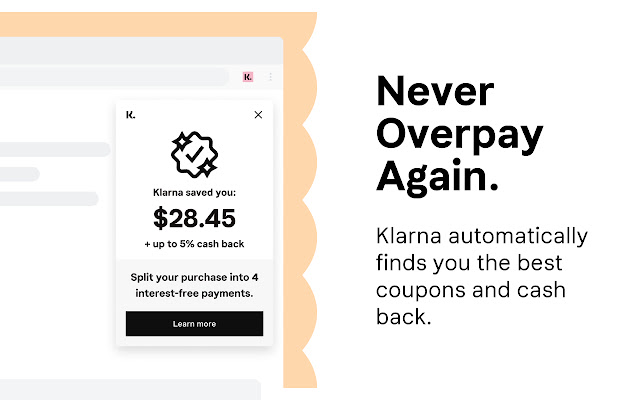 K.
K.
Klarna saved you:
$28.45
+ up to 5% cash back
Split your purchase into 4
interest-free payments.
Learn more
Never
Overpay
Again.
Klarna automatically
finds you the best
coupons and cash
back.